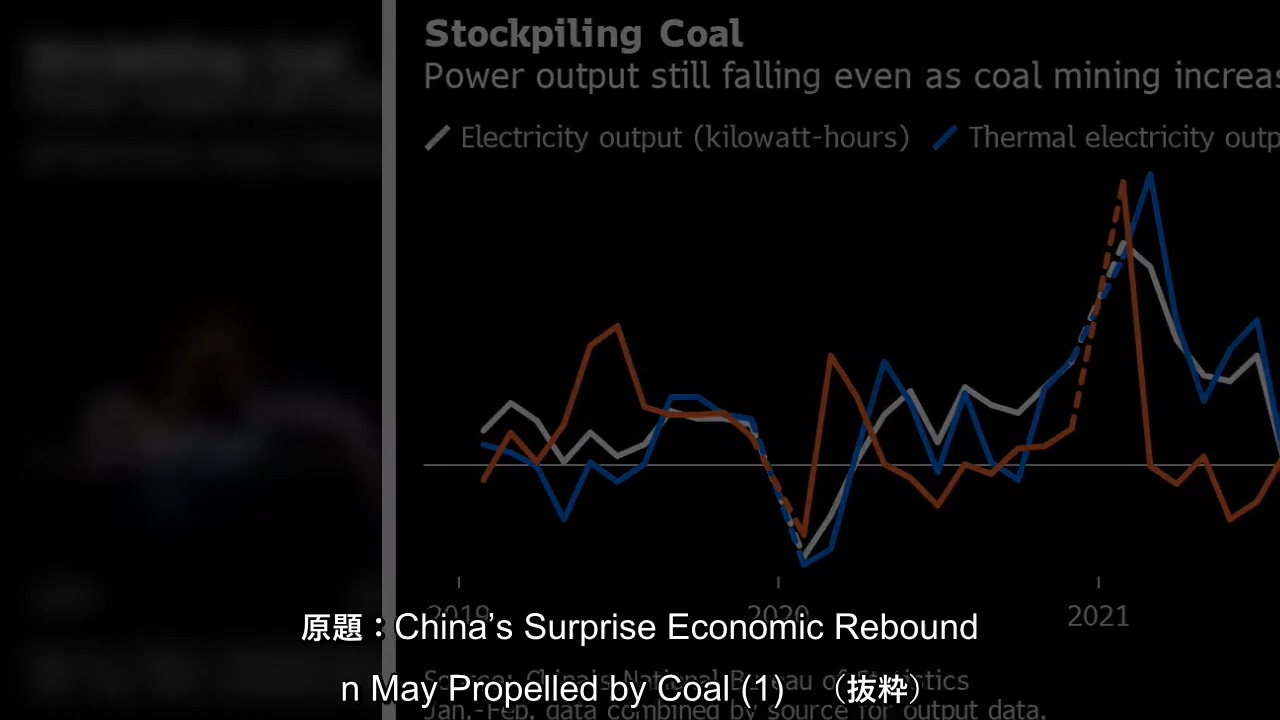 Stockpiling Coal
Power output still falling even as coal mining increas
Electricity output (kilowatt-hours) Thermal electricity outp
2019 2020 2021
原題：China’s Surprise Economic Rebound
Source: China's National Bureau of Statistics
n May Propelled by Coal (1) （抜粋）
Jan.-Feb. data combined by source for output data.